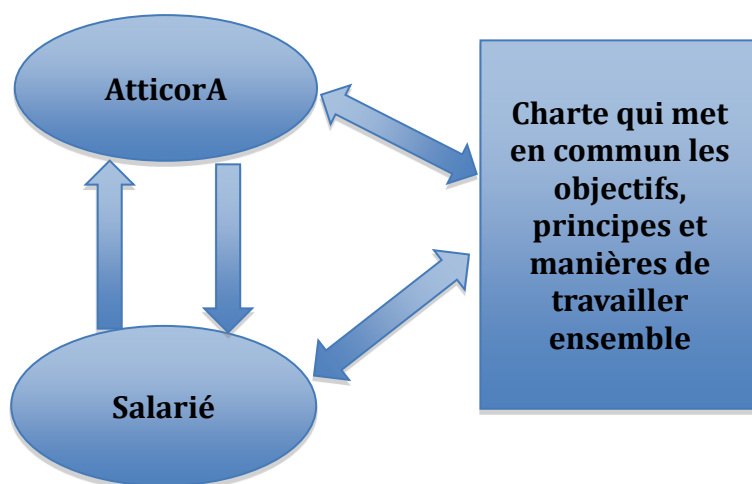 AtticorA
Charte qui met
en commun les
objectifs,
principes et
manières de
travailler
ensemble
Salarié